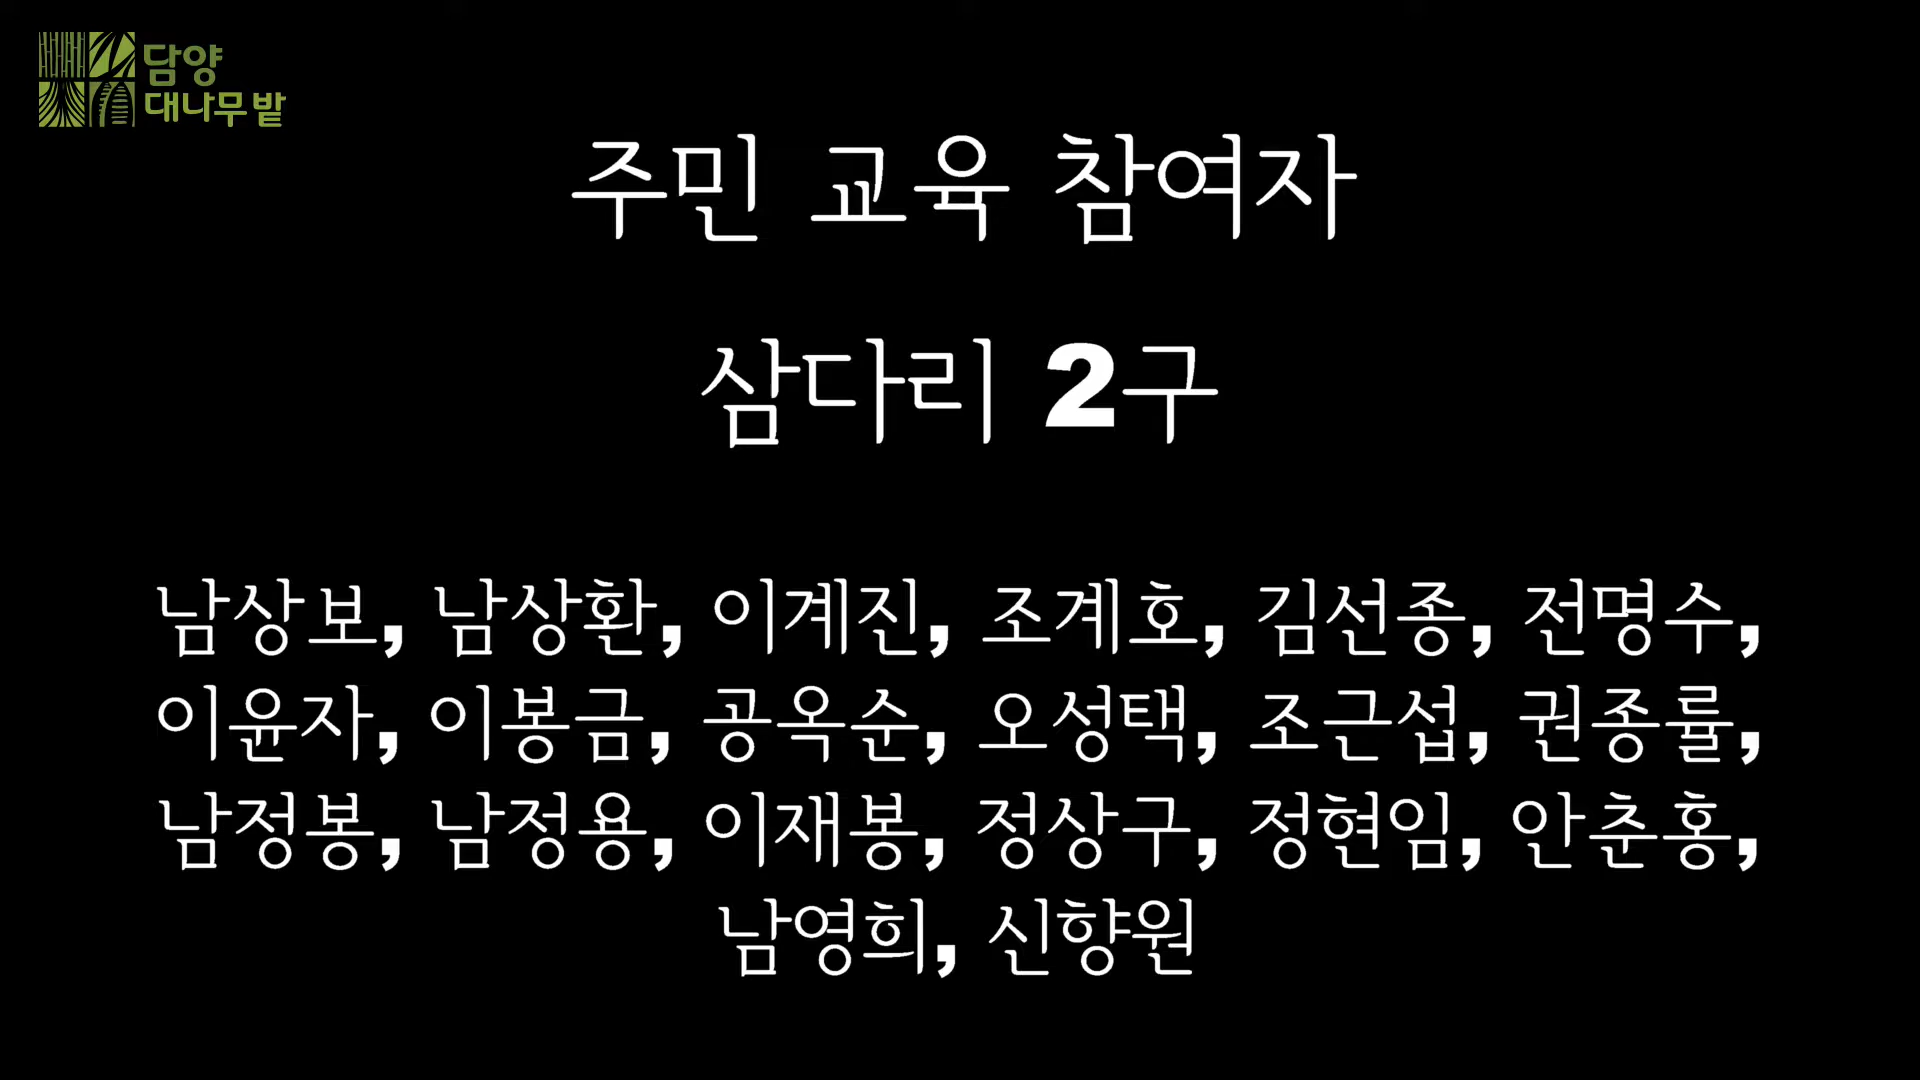 담양
대나무밭
주민 교육 참여자
삼다리 2구
남상보, 남상환, 이계진, 조계호, 김선종, 전명수,
이윤자, 이봉금, 공옥순, 오성택, 조근섭, 권종률,
남정봉, 남정용, 이재봉, 정상구, 정현임, 안춘홍,
남영희, 신향원